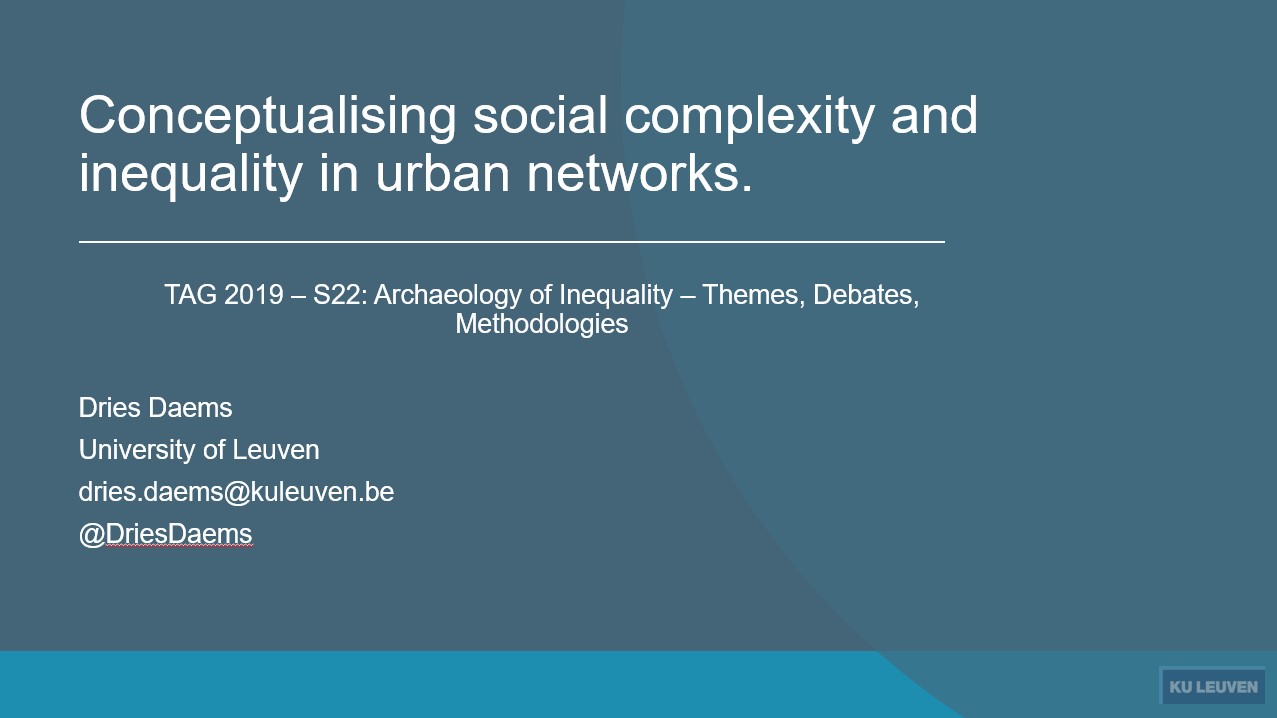 Conceptualising social complexity and
inequality in urban networks.
TAG 2019 – S22: Archaeology of Inequality – Themes, Debates,
Methodologies
Dries Daems
University of Leuven
dries.daems@kuleuven.be
@DriesDaems
KU LEUVEN